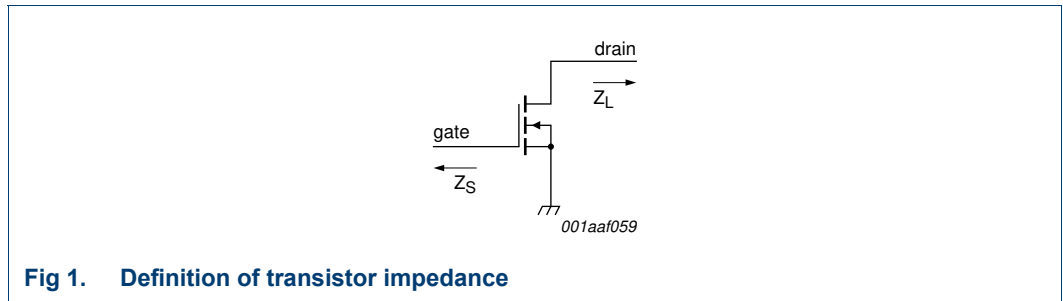 drain
Z_L
gate
Z_S
001aaf059
Fig 1. Definition of transistor impedance